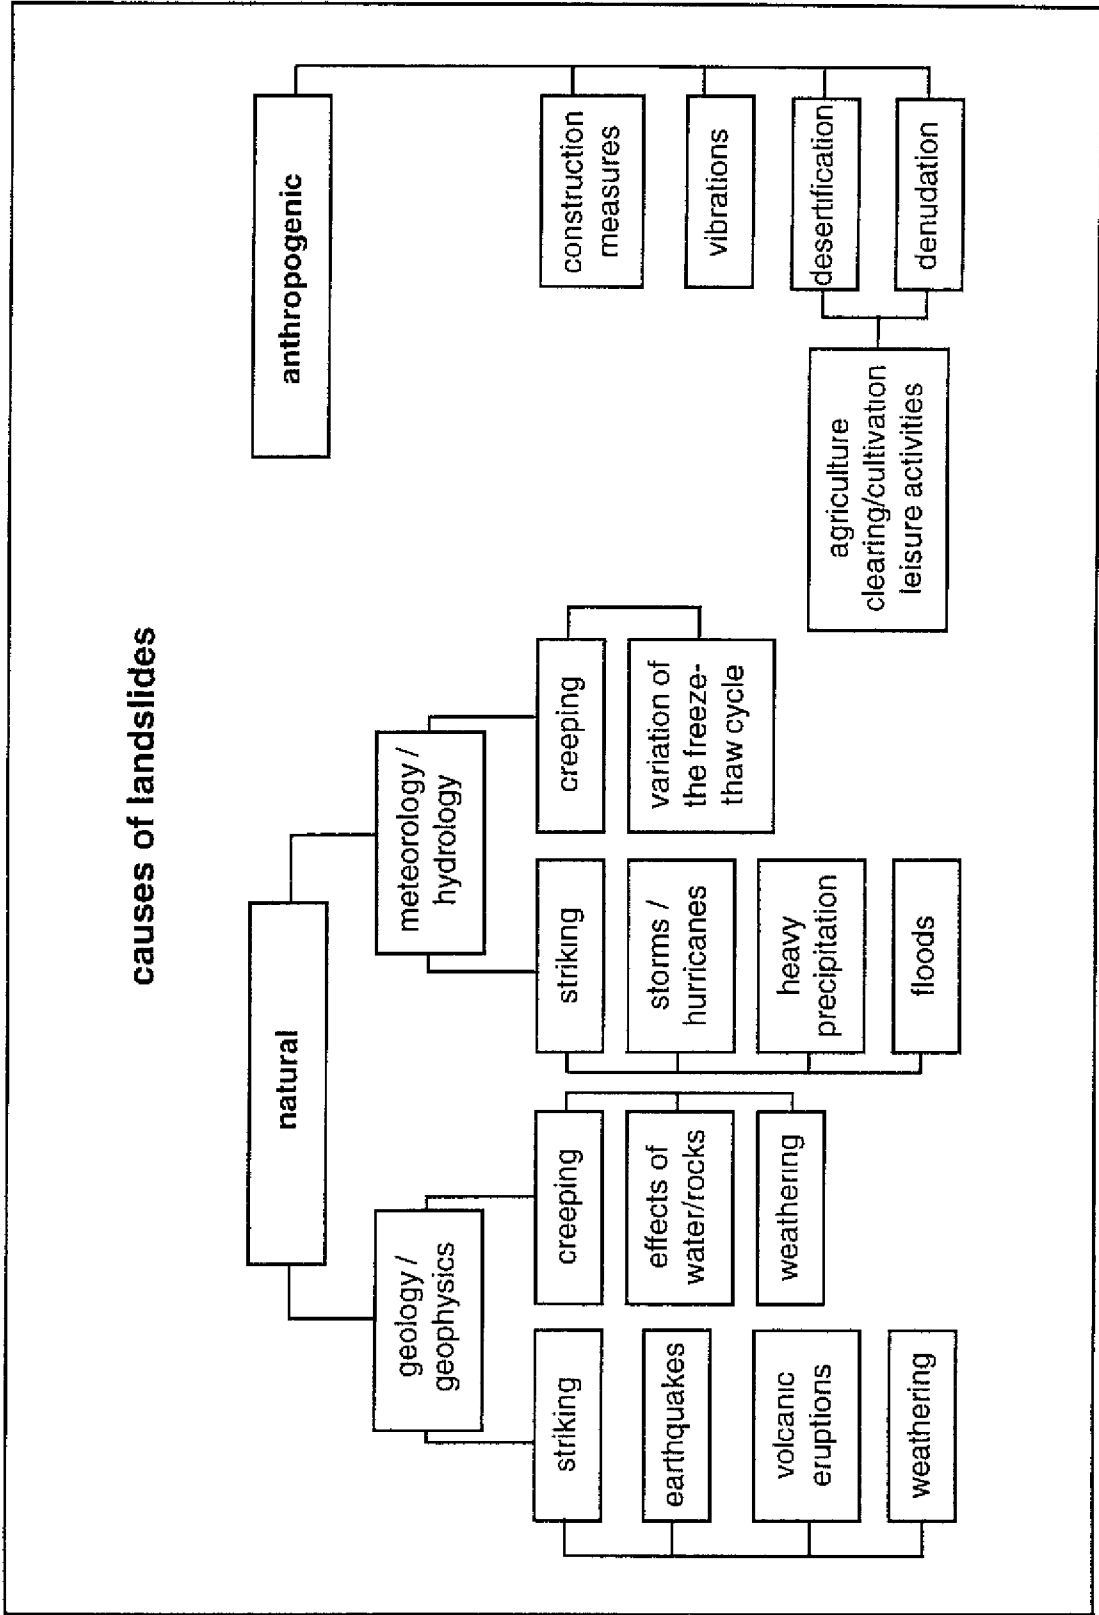 causes of landslides
natural
anthropogenic
geology /
geophysics
meteorology /
hydrology
striking
creeping
striking
creeping
construction
measures
earthquakes
effects of
water/rocks
storms /
hurricanes
variation of
the freeze-
thaw cycle
vibrations
volcanic
eruptions
weathering
heavy
precipitation
desertification
weathering
floods
denudation
agriculture
clearing/cultivation
leisure activities